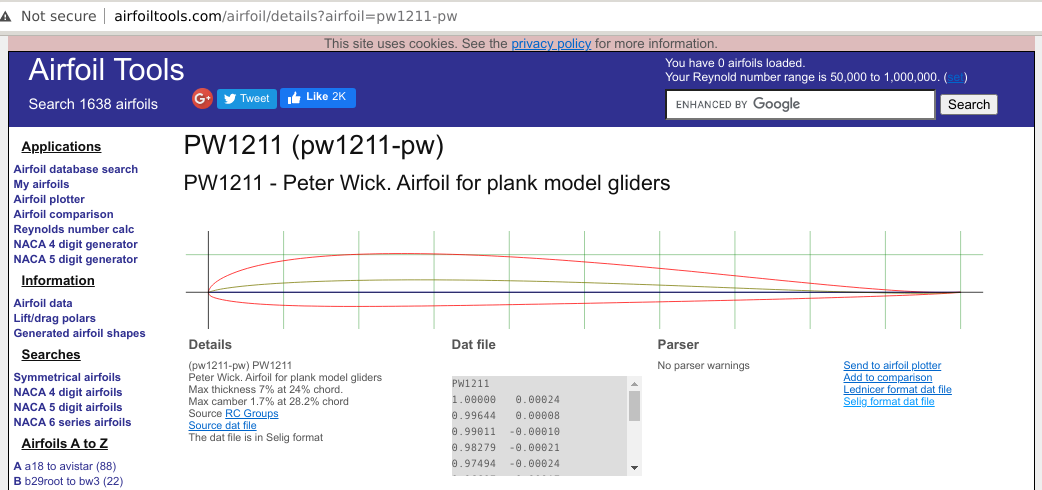 Not secure airfoiltools.com/airfoil/details?airfoil=pw1211-pw
This site uses cookies. See the privacy policy for more information.
Airfoil Tools
Search 1638 airfoils
G+ Tweet Like 2K
You have 0 airfoils loaded.
Your Reynold number range is 50,000 to 1,000,000. (set)
ENHANCED BY Google Search
Applications
Airfoil database search
My airfoils
Airfoil plotter
Airfoil comparison
Reynolds number calc
NACA 4 digit generator
NACA 5 digit generator
Information
Airfoil data
Lift/drag polars
Generated airfoil shapes
Searches
Symmetrical airfoils
NACA 4 digit airfoils
NACA 5 digit airfoils
NACA 6 series airfoils
Airfoils A to Z
A a18 to avistar (88)
B b29root to bw3 (22)
PW1211 (pw1211-pw)
PW1211 - Peter Wick. Airfoil for plank model gliders
Details
(pw1211-pw) PW1211
Peter Wick. Airfoil for plank model gliders
Max thickness 7% at 24% chord.
Max camber 1.7% at 28.2% chord
Source RC Groups
Source dat file
The dat file is in Selig format
Dat file
PW1211
1.00000 0.00024
0.99644 0.00008
0.99011 -0.00010
0.98279 -0.00021
0.97494 -0.00024
Parser
No parser warnings
Send to airfoil plotter
Add to comparison
Lednicer format dat file
Selig format dat file